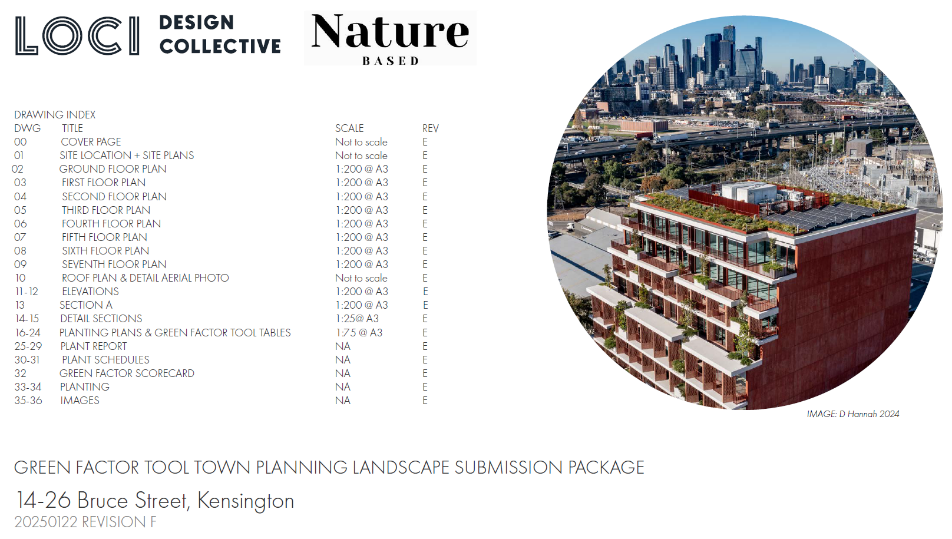 LOCI DESIGN COLLECTIVE
Nature
BASED
DRAWING INDEX
DWG TITLE SCALE REV
00 COVER PAGE Not to scale E
01 SITE LOCATION + SITE PLANS Not to scale E
02 GROUND FLOOR PLAN 1:200 @ A3 E
03 FIRST FLOOR PLAN 1:200 @ A3 E
04 SECOND FLOOR PLAN 1:200 @ A3 E
05 THIRD FLOOR PLAN 1:200 @ A3 E
06 FOURTH FLOOR PLAN 1:200 @ A3 E
07 FIFTH FLOOR PLAN 1:200 @ A3 E
08 SIXTH FLOOR PLAN 1:200 @ A3 E
09 SEVENTH FLOOR PLAN 1:200 @ A3 E
10 ROOF PLAN & DETAIL AERIAL PHOTO Not to scale E
11-12 ELEVATIONS 1:200 @ A3 E
13 SECTION A 1:200 @ A3 E
14-15 DETAIL SECTIONS 1:25@ A3 E
16-24 PLANTING PLANS & GREEN FACTOR TOOL TABLES 1:75 @ A3 E
25-29 PLANT REPORT NA E
30-31 PLANT SCHEDULES NA E
32 GREEN FACTOR SCORECARD NA E
33-34 PLANTING NA E
35-36 IMAGES NA E
IMAGE: D Hannah 2024
GREEN FACTOR TOOL TOWN PLANNING LANDSCAPE SUBMISSION PACKAGE
14-26 Bruce Street, Kensington
20250122 REVISION F